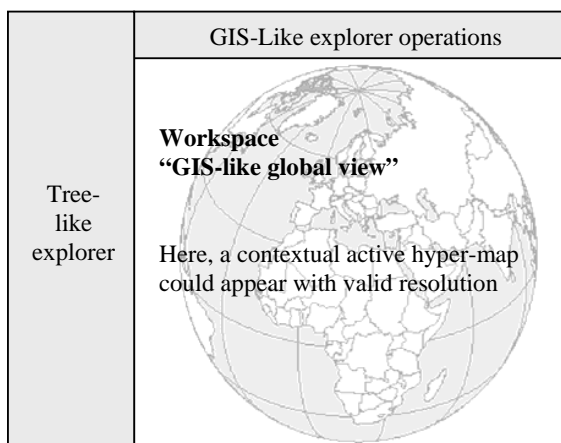 GIS-Like explorer operations
Tree-
like
explorer
Workspace
“GIS-like global view”
Here, a contextual active hyper-map
could appear with valid resolution